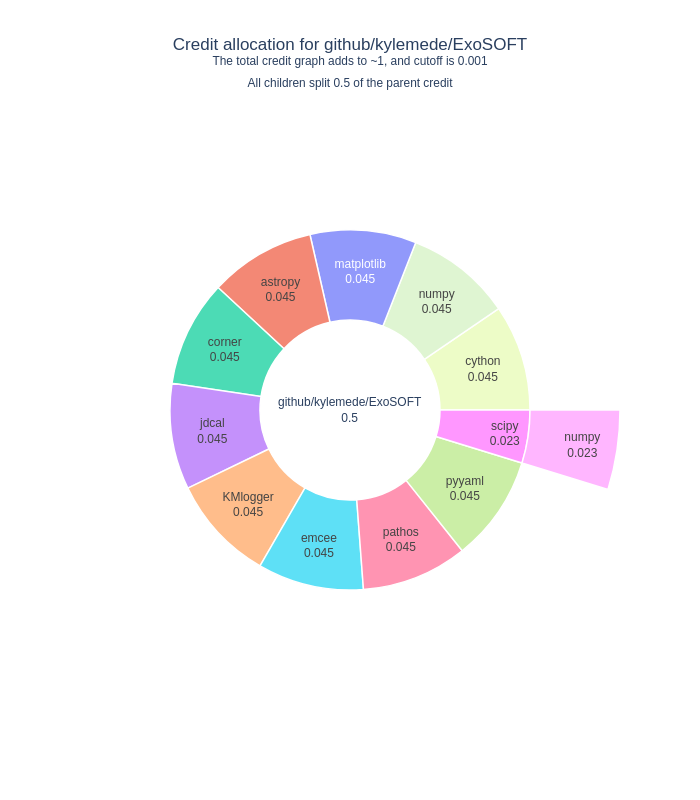 Credit allocation for github/kylemede/ExoSOFT
The total credit graph adds to ~1, and cutoff is 0.001
All children split 0.5 of the parent credit
matplotlib
0.045
astropy
0.045
numpy
0.045
corner
0.045
cython
0.045
github/kylemede/ExoSOFT
0.5
jdcal
0.045
scipy
0.023
numpy
0.023
KMlogger
0.045
pyyaml
0.045
emcee
0.045
pathos
0.045